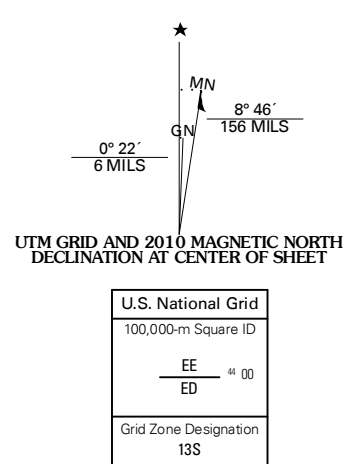 ★
MN
GN
8° 46´
156 MILS
0° 22´
6 MILS
UTM GRID AND 2010 MAGNETIC NORTH
DECLINATION AT CENTER OF SHEET
U.S. National Grid
100,000-m Square ID
EE
44 00
ED
Grid Zone Designation
13S